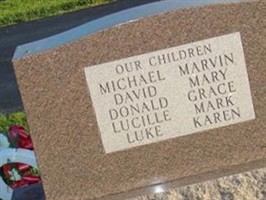 OUR CHILDREN
MICHAEL MARVIN
DAVID MARY
DONALD GRACE
LUCILLE MARK
LUKE KAREN